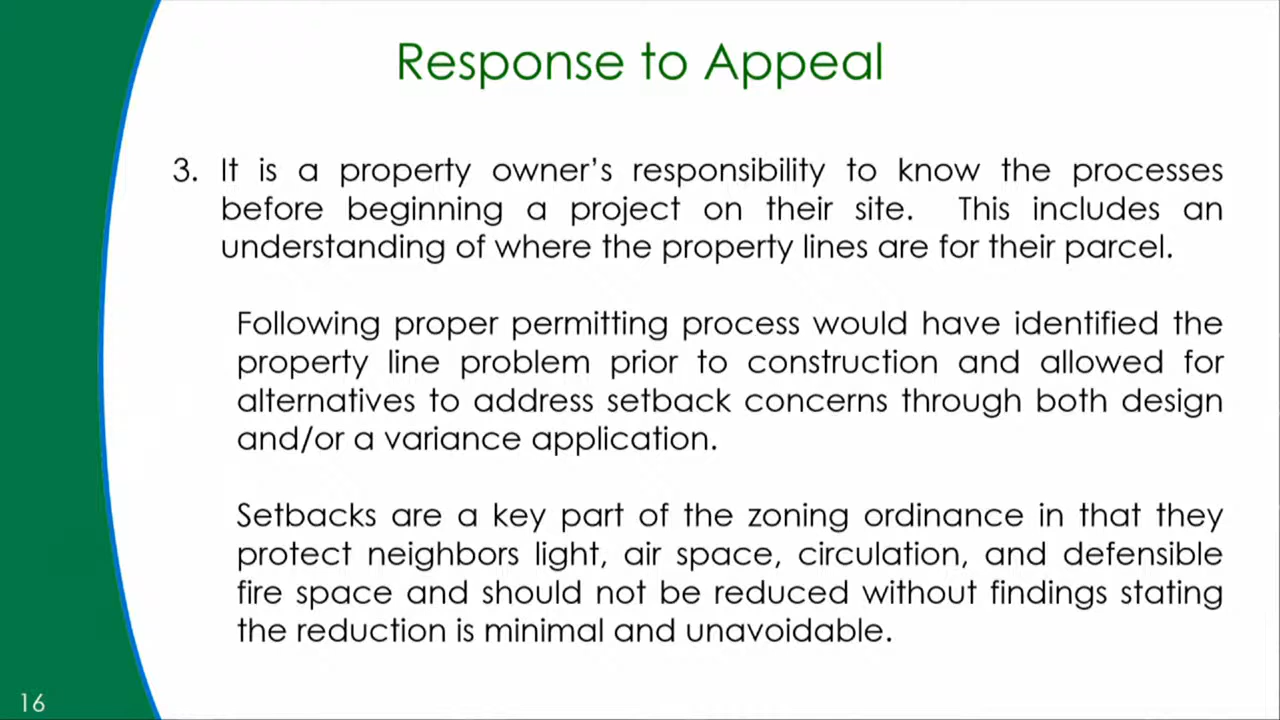 Response to Appeal
3. It is a property owner’s responsibility to know the processes
before beginning a project on their site. This includes an
understanding of where the property lines are for their parcel.
Following proper permitting process would have identified the
property line problem prior to construction and allowed for
alternatives to address setback concerns through both design
and/or a variance application.
Setbacks are a key part of the zoning ordinance in that they
protect neighbors light, air space, circulation, and defensible
fire space and should not be reduced without findings stating
the reduction is minimal and unavoidable.
16